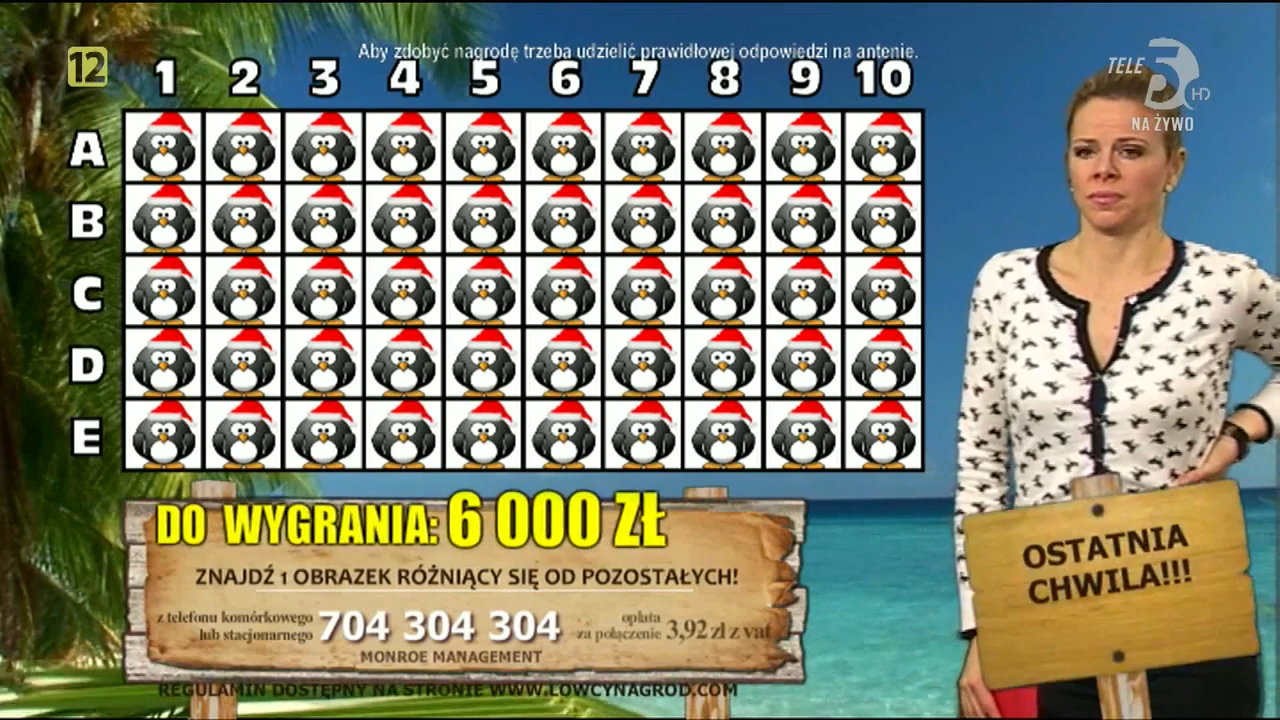 Aby zdobyć nagrodę trzeba udzielić prawidłowej odpowiedzi na antenie.
12
TELE 5 HD
NA ŻYWO
1 2 3 4 5 6 7 8 9 10
A
B
C
D
E
DO WYGRANIA: 6 000 ZŁ
ZNAJDŹ 1 OBRAZEK RÓŻNIĄCY SIĘ OD POZOSTAŁYCH!
z telefonu komórkowego
lub stacjonarnego
704 304 304
opłata
za połączenie 3,92 zł z vat
MONROE MANAGEMENT
REGULAMIN DOSTĘPNY NA STRONIE WWW.LOWCYNAGROD.COM
OSTATNIA
CHWILA!!!